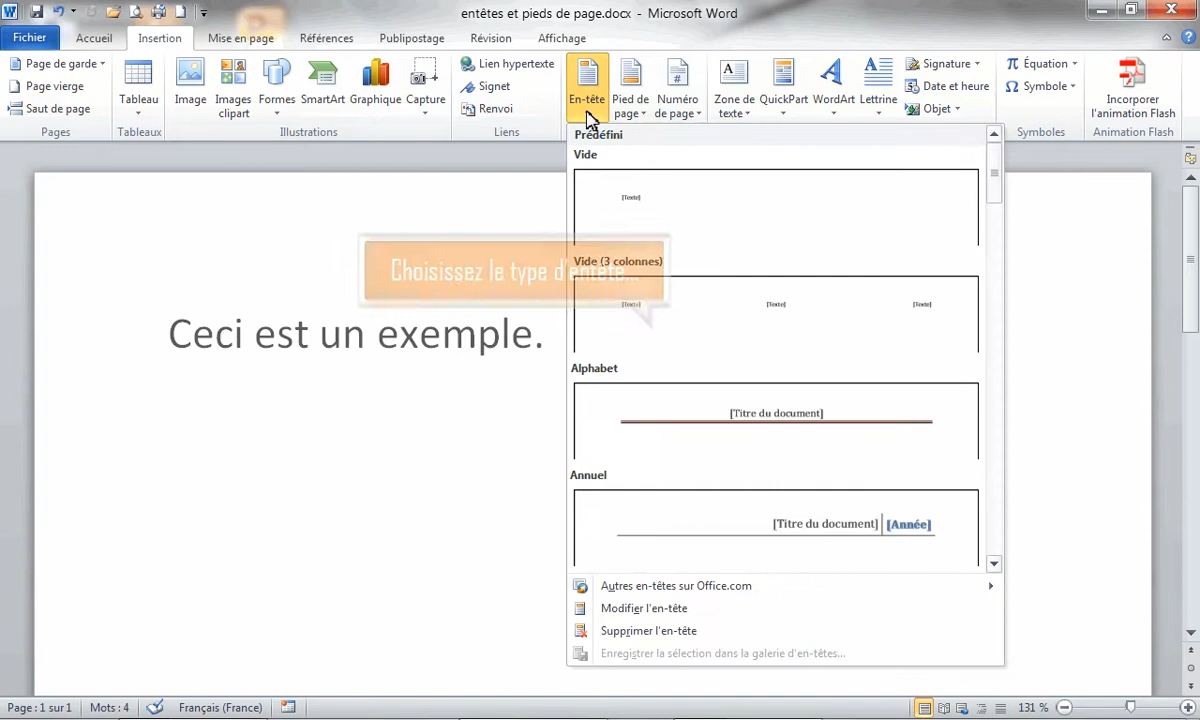 entêtes et pieds de page.docx - Microsoft Word
Fichier Accueil Insertion Mise en page Références Publipostage Révision Affichage
Page de garde
Page vierge
Saut de page
Pages
Tableau
Tableaux
Image
Images clipart
Formes
SmartArt
Graphique
Capture
Illustrations
Lien hypertexte
Signet
Renvoi
Liens
En-tête
Pied de page
Numéro de page
Zone de texte
QuickPart
WordArt
Lettrine
Signature
Date et heure
Objet
Équation
Symbole
Symboles
Incorporer l'animation Flash
Animation Flash
Prédéfini
Vide
[Texte]
Vide (3 colonnes)
[Texte] [Texte] [Texte]
Alphabet
[Titre du document]
Annuel
[Titre du document] [Année]
Autres en-têtes sur Office.com
Modifier l'en-tête
Supprimer l'en-tête
Enregistrer la sélection dans la galerie d'en-têtes...
Choisissez le type d'entête...
Ceci est un exemple.
Page : 1 sur 1 Mots : 4 Français (France) 131 %